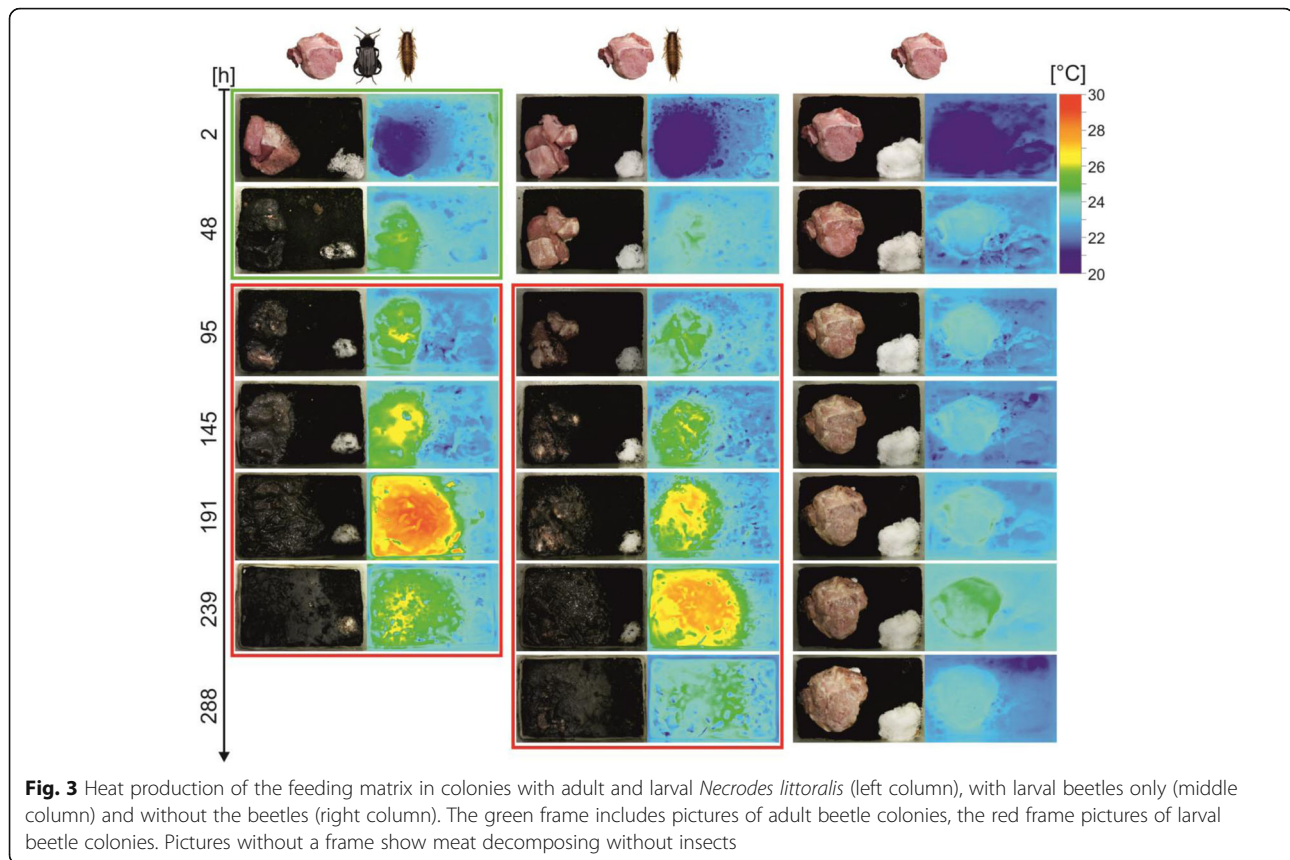 [h]
[°C]
2
48
95
145
191
239
288
30
28
26
24
22
20
Fig. 3 Heat production of the feeding matrix in colonies with adult and larval Necrodes littoralis (left column), with larval beetles only (middle
column) and without the beetles (right column). The green frame includes pictures of adult beetle colonies, the red frame pictures of larval
beetle colonies. Pictures without a frame show meat decomposing without insects